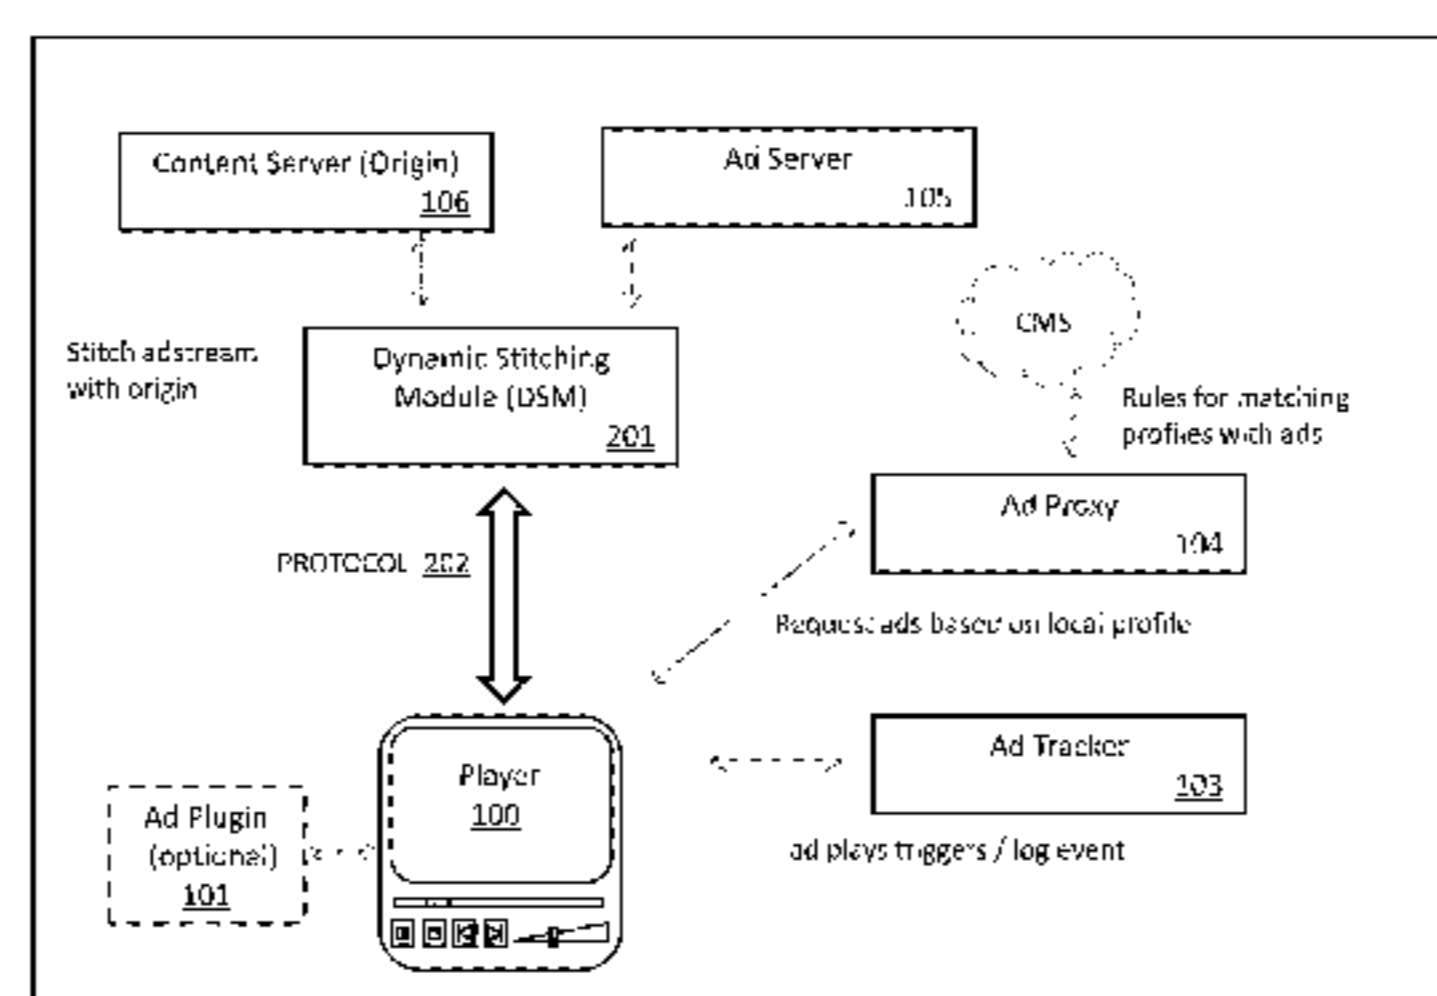 Content Server (Origin)
106
Ad Server
105
CMS
Stitch adstream
with origin
Dynamic Stitching
Module (DSM)
201
Rules for matching
profiles with ads
Ad Proxy
104
PROTOCOL 202
Request ads based on local profile
Ad Tracker
103
Player
100
Ad Plugin
(optional)
101
ad plays triggers / log event